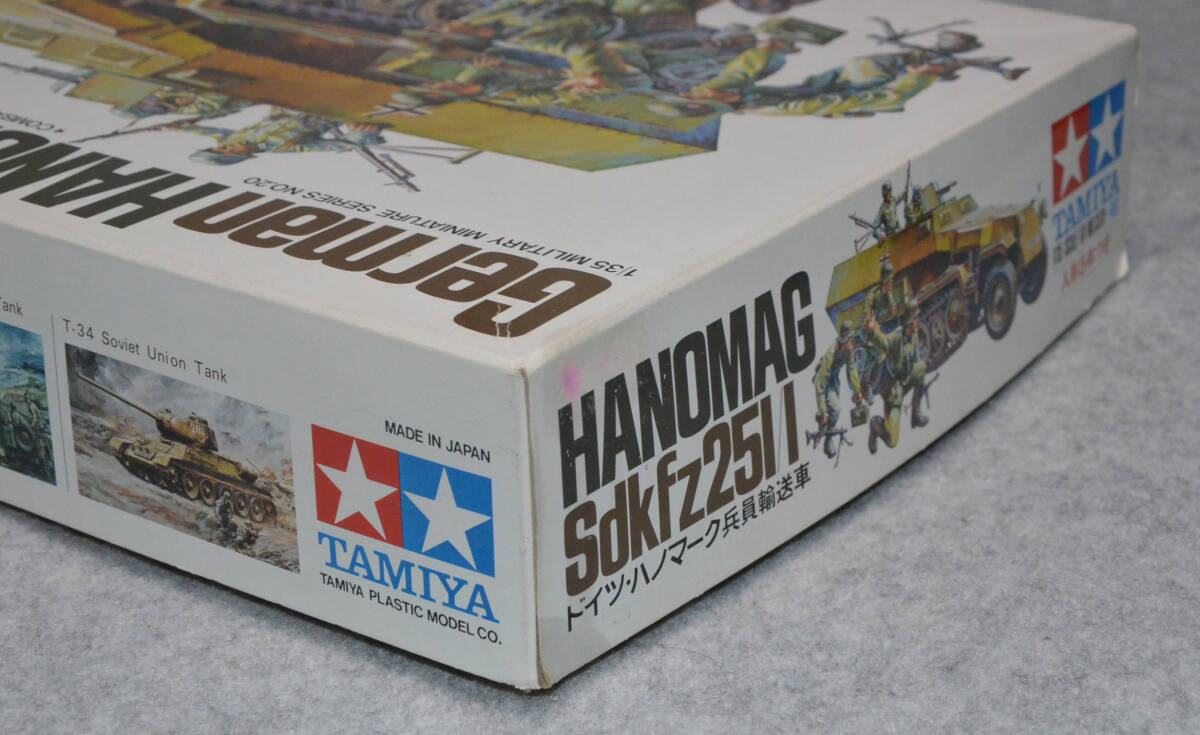 ★COMBA
German HANO
1/35 MILITARY MINIATURE SERIES NO.20
Tank
T-34 Soviet Union Tank
MADE IN JAPAN
TAMIYA
TAMIYA PLASTIC MODEL CO.
HANOMAG
Sdkfz251/1
ドイツ・ハノマーク兵員輸送車
TAMIYA